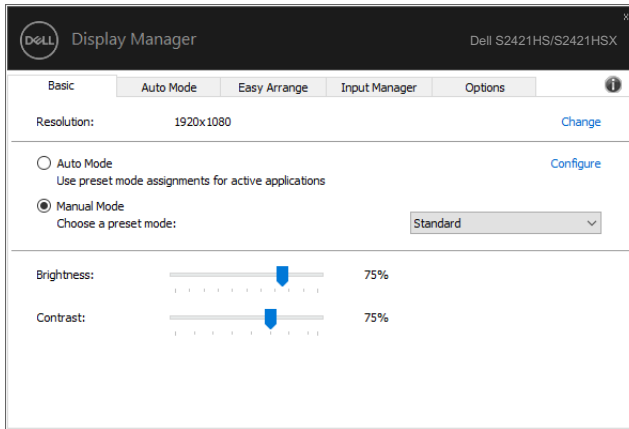 DELL Display Manager Dell S2421HS/S2421HSX
Basic Auto Mode Easy Arrange Input Manager Options
Resolution: 1920x1080 Change
Auto Mode Configure
Use preset mode assignments for active applications
Manual Mode
Choose a preset mode: Standard
Brightness: 75%
Contrast: 75%